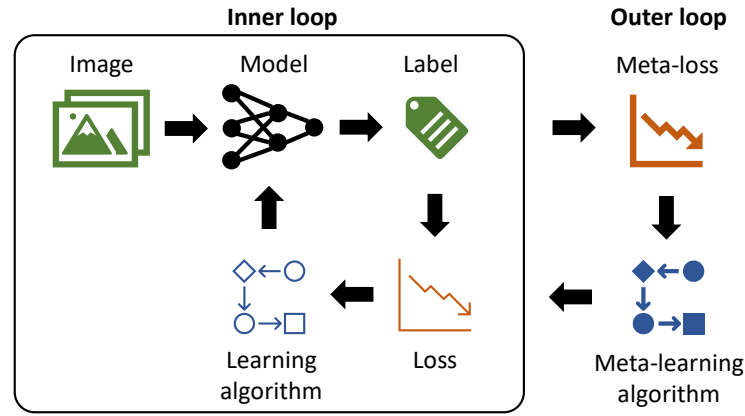 Inner loop
Outer loop
Image
Model
Label
Meta-loss
Learning
algorithm
Loss
Meta-learning
algorithm